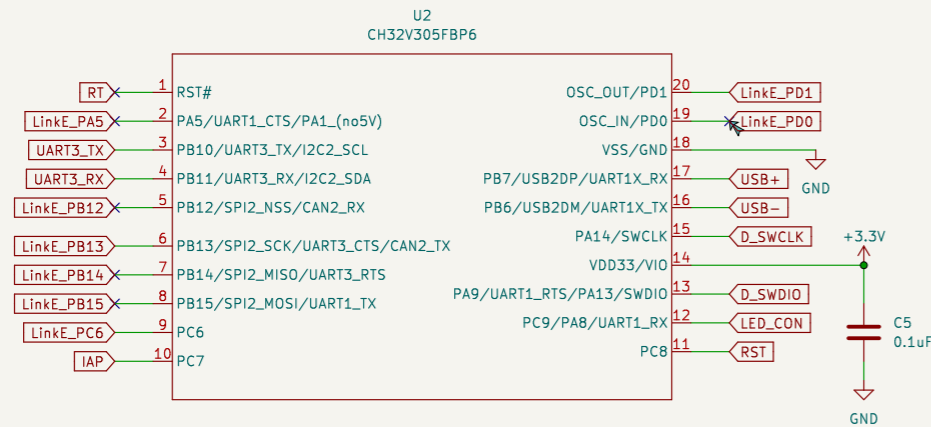 U2
CH32V305FBP6
RT 1 RST# OSC_OUT/PD1 20 LinkE_PD1
LinkE_PA5 2 PA5/UART1_CTS/PA1_(no5V) OSC_IN/PD0 19 LinkE_PD0
UART3_TX 3 PB10/UART3_TX/I2C2_SCL VSS/GND 18 GND
UART3_RX 4 PB11/UART3_RX/I2C2_SDA PB7/USB2DP/UART1X_RX 17 USB+
LinkE_PB12 5 PB12/SPI2_NSS/CAN2_RX PB6/USB2DM/UART1X_TX 16 USB-
LinkE_PB13 6 PB13/SPI2_SCK/UART3_CTS/CAN2_TX PA14/SWCLK 15 D_SWCLK +3.3V
LinkE_PB14 7 PB14/SPI2_MISO/UART3_RTS VDD33/VIO 14
LinkE_PB15 8 PB15/SPI2_MOSI/UART1_TX PA9/UART1_RTS/PA13/SWDIO 13 D_SWDIO
LinkE_PC6 9 PC6 PC9/PA8/UART1_RX 12 LED_CON C5
0.1uF
IAP 10 PC7 PC8 11 RST
GND